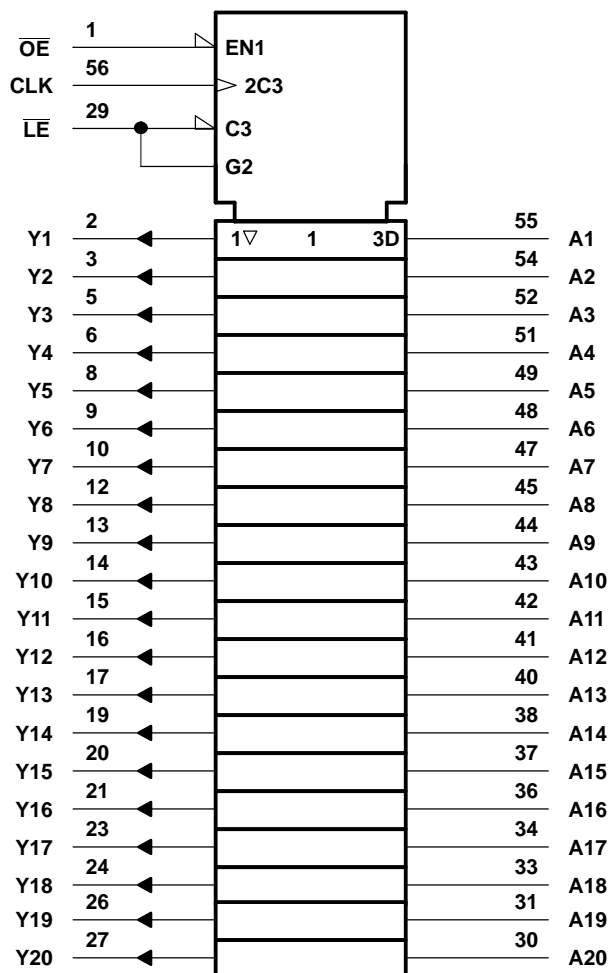 1
OE EN1
56
CLK 2C3
29
LE C3
G2
2 55
Y1 1▽ 1 3D A1
3 54
Y2 A2
5 52
Y3 A3
6 51
Y4 A4
8 49
Y5 A5
9 48
Y6 A6
10 47
Y7 A7
12 45
Y8 A8
13 44
Y9 A9
14 43
Y10 A10
15 42
Y11 A11
16 41
Y12 A12
17 40
Y13 A13
19 38
Y14 A14
20 37
Y15 A15
21 36
Y16 A16
23 34
Y17 A17
24 33
Y18 A18
26 31
Y19 A19
27 30
Y20 A20